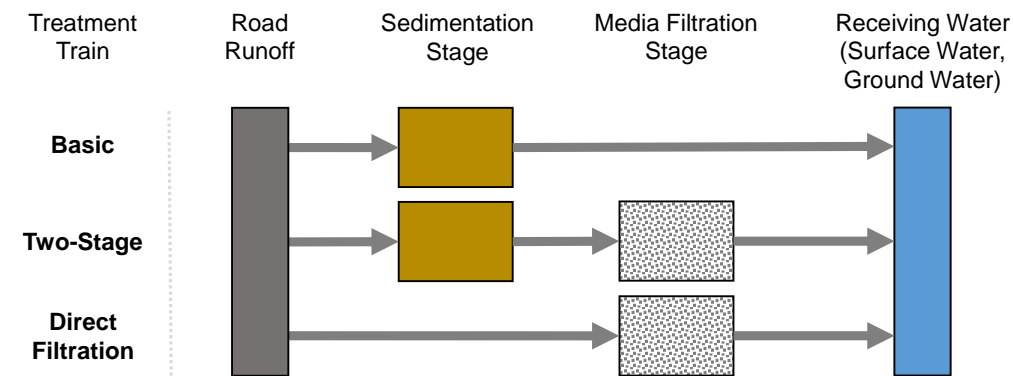 Treatment
Train
Road
Runoff
Sedimentation
Stage
Media Filtration
Stage
Receiving Water
(Surface Water,
Ground Water)
Basic
Two-Stage
Direct
Filtration